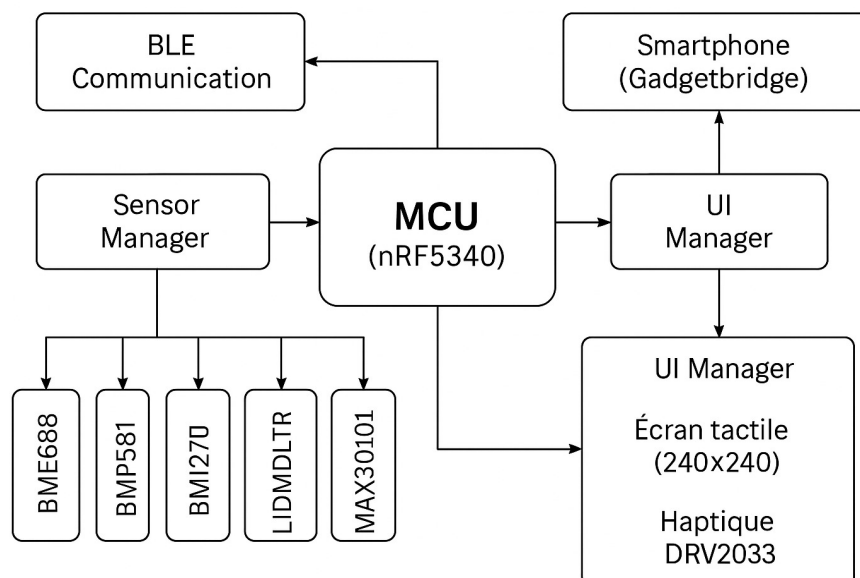 BLE
Communication
Smartphone
(Gadgetbridge)
Sensor
Manager
MCU
(nRF5340)
UI
Manager
BME688
BMP581
BMI270
LIDMDLTR
MAX30101
UI Manager
Écran tactile
(240x240)
Haptique
DRV2033